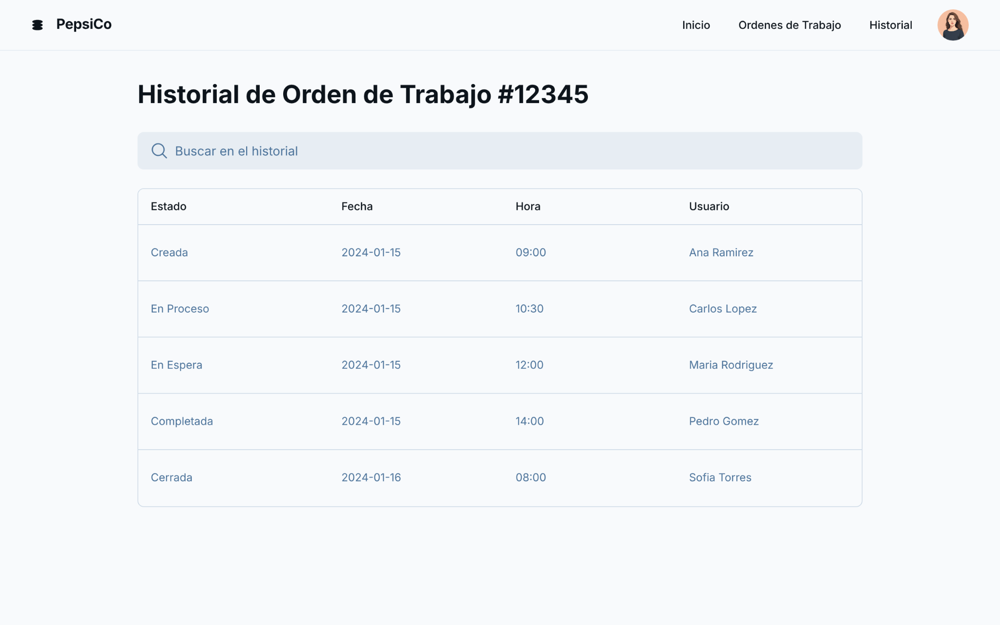 PepsiCo
Inicio Ordenes de Trabajo Historial
Historial de Orden de Trabajo #12345
Buscar en el historial
Estado Fecha Hora Usuario
Creada 2024-01-15 09:00 Ana Ramirez
En Proceso 2024-01-15 10:30 Carlos Lopez
En Espera 2024-01-15 12:00 Maria Rodriguez
Completada 2024-01-15 14:00 Pedro Gomez
Cerrada 2024-01-16 08:00 Sofia Torres